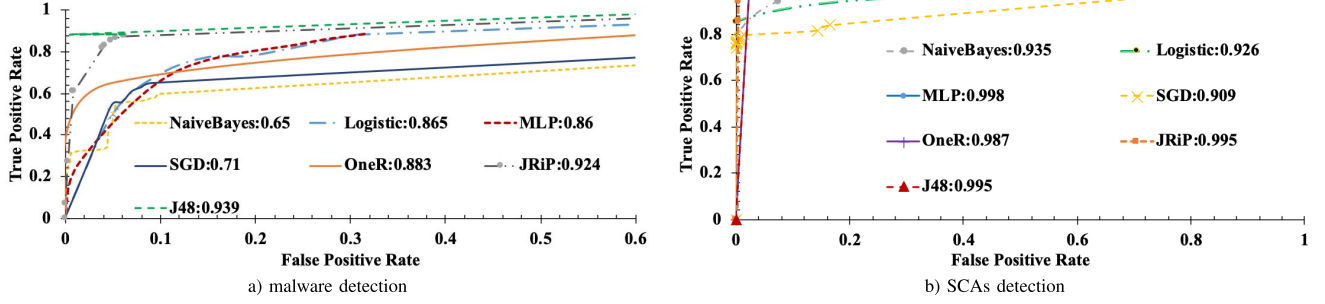 1
0.8
0.6
0.4
0.2
0
True Positive Rate
NaiveBayes:0.65 Logistic:0.865 MLP:0.86
SGD:0.71 OneR:0.883 JRiP:0.924
J48:0.939
0 0.1 0.2 0.3 0.4 0.5 0.6
False Positive Rate
a) malware detection
0.8
0.6
0.4
0.2
0
True Positive Rate
NaiveBayes:0.935 Logistic:0.926
MLP:0.998 SGD:0.909
OneR:0.987 JRiP:0.995
J48:0.995
0 0.2 0.4 0.6 0.8 1
False Positive Rate
b) SCAs detection